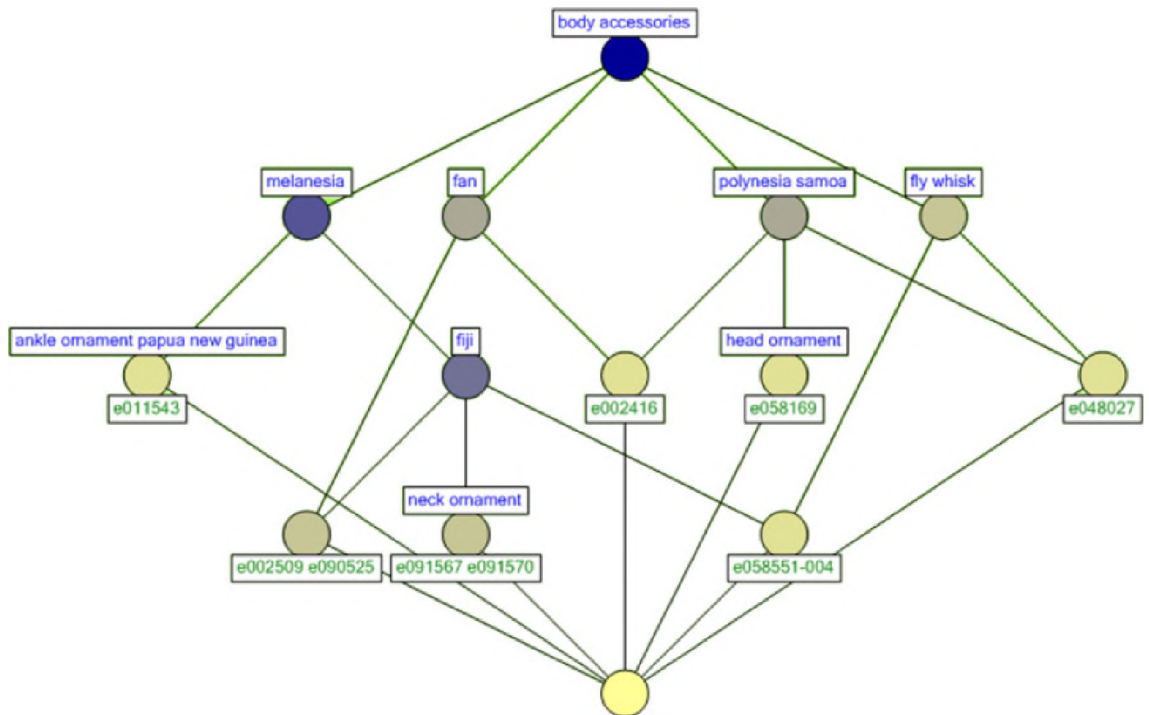 body accessories
melanesia
fan
polynesia samoa
fly whisk
ankle ornament papua new guinea
fiji
head ornament
e011543
e002416
e058169
e048027
neck ornament
e002509 e090525
e091567 e091570
e058551-004